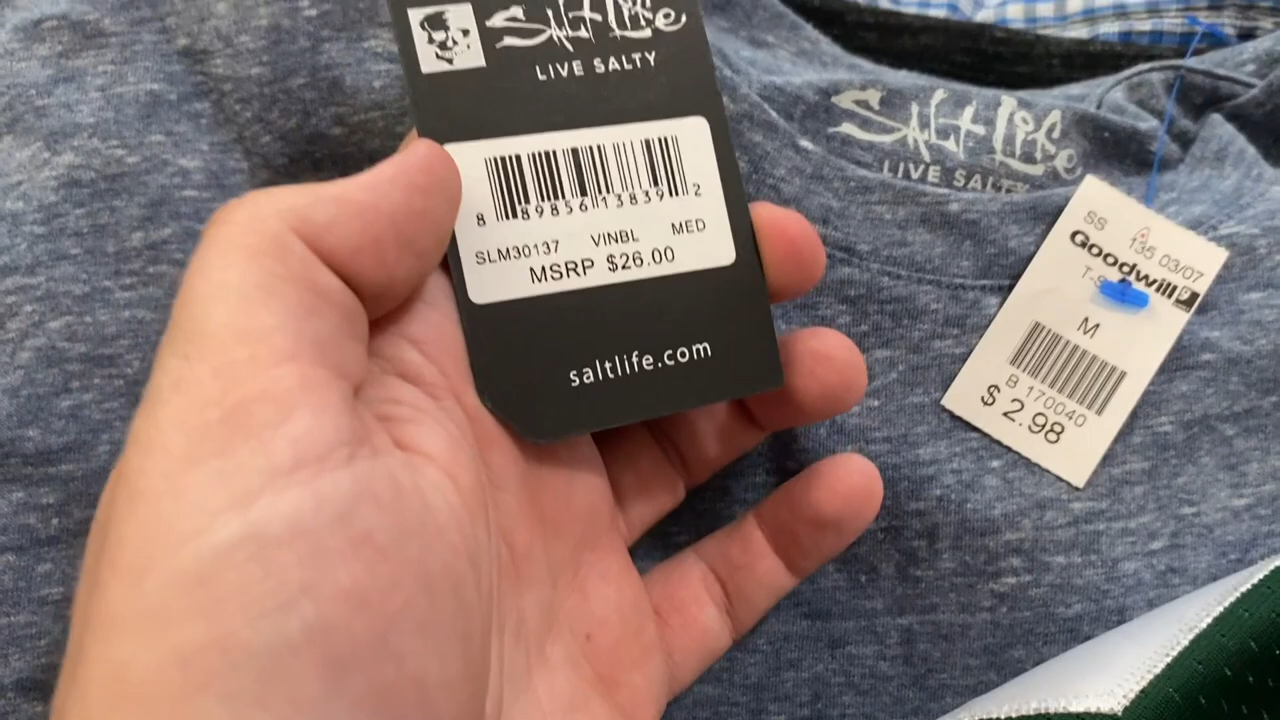 SALT LIFE
LIVE SALTY
8 89856 13839 2
SLM30137 VINBL MED
MSRP $26.00
saltlife.com
SALT LIFE
LIVE SALTY
SS 135 03/07
Goodwill
M
B 170040
$2.98